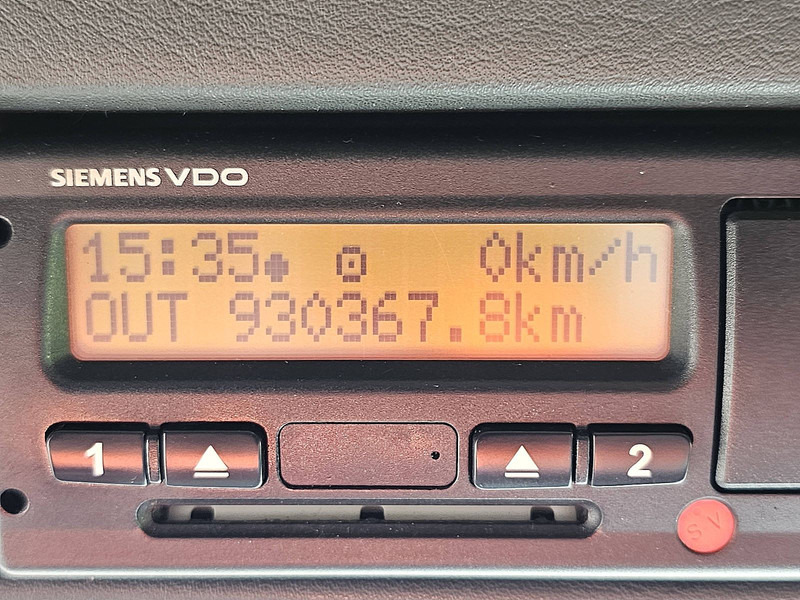 SIEMENS VDO
15:35 0km/h
OUT 930367.8km
1 2
SV